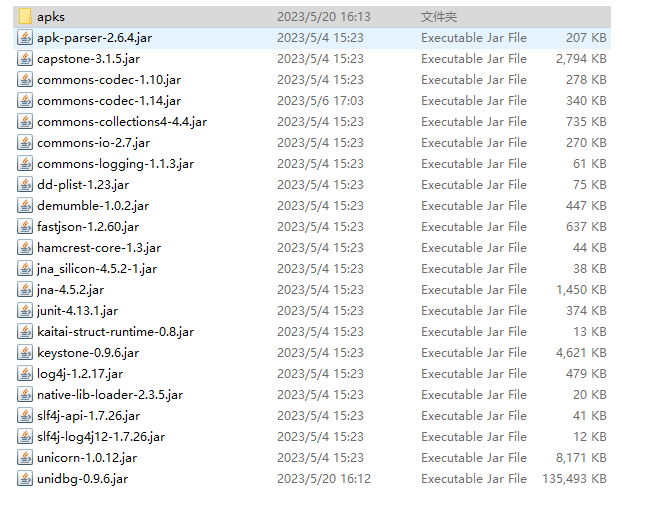 apks 2023/5/20 16:13 文件夹
apk-parser-2.6.4.jar 2023/5/4 15:23 Executable Jar File 207 KB
capstone-3.1.5.jar 2023/5/4 15:23 Executable Jar File 2,794 KB
commons-codec-1.10.jar 2023/5/4 15:23 Executable Jar File 278 KB
commons-codec-1.14.jar 2023/5/6 17:03 Executable Jar File 340 KB
commons-collections4-4.4.jar 2023/5/4 15:23 Executable Jar File 735 KB
commons-io-2.7.jar 2023/5/4 15:23 Executable Jar File 270 KB
commons-logging-1.1.3.jar 2023/5/4 15:23 Executable Jar File 61 KB
dd-plist-1.23.jar 2023/5/4 15:23 Executable Jar File 75 KB
demumble-1.0.2.jar 2023/5/4 15:23 Executable Jar File 447 KB
fastjson-1.2.60.jar 2023/5/4 15:23 Executable Jar File 637 KB
hamcrest-core-1.3.jar 2023/5/4 15:23 Executable Jar File 44 KB
jna_silicon-4.5.2-1.jar 2023/5/4 15:23 Executable Jar File 38 KB
jna-4.5.2.jar 2023/5/4 15:23 Executable Jar File 1,450 KB
junit-4.13.1.jar 2023/5/4 15:23 Executable Jar File 374 KB
kaitai-struct-runtime-0.8.jar 2023/5/4 15:23 Executable Jar File 13 KB
keystone-0.9.6.jar 2023/5/4 15:23 Executable Jar File 4,621 KB
log4j-1.2.17.jar 2023/5/4 15:23 Executable Jar File 479 KB
native-lib-loader-2.3.5.jar 2023/5/4 15:23 Executable Jar File 20 KB
slf4j-api-1.7.26.jar 2023/5/4 15:23 Executable Jar File 41 KB
slf4j-log4j12-1.7.26.jar 2023/5/4 15:23 Executable Jar File 12 KB
unicorn-1.0.12.jar 2023/5/4 15:23 Executable Jar File 8,171 KB
unidbg-0.9.6.jar 2023/5/20 16:12 Executable Jar File 135,493 KB